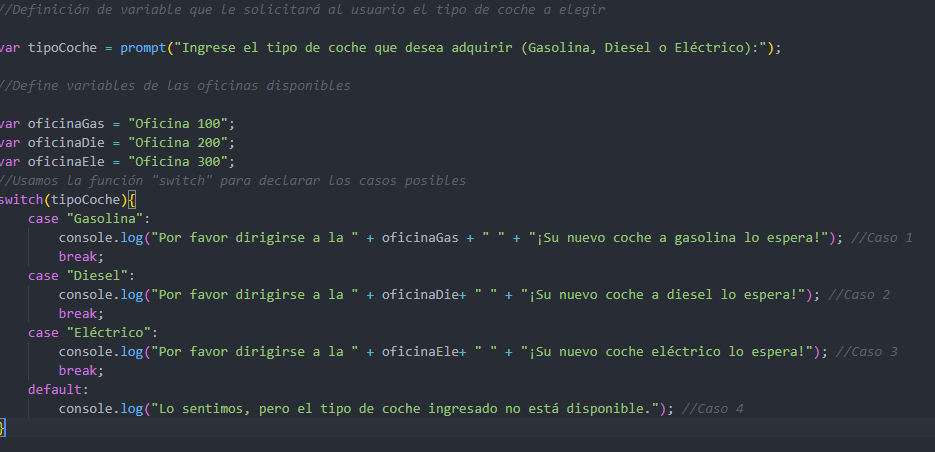 //Definición de variable que le solicitará al usuario el tipo de coche a elegir
var tipoCoche = prompt("Ingrese el tipo de coche que desea adquirir (Gasolina, Diesel o Eléctrico):");
//Define variables de las oficinas disponibles
var oficinaGas = "Oficina 100";
var oficinaDie = "Oficina 200";
var oficinaEle = "Oficina 300";
//Usamos la función "switch" para declarar los casos posibles
switch(tipoCoche){
case "Gasolina":
console.log("Por favor dirigirse a la " + oficinaGas + " " + "¡Su nuevo coche a gasolina lo espera!"); //Caso 1
break;
case "Diesel":
console.log("Por favor dirigirse a la " + oficinaDie+ " " + "¡Su nuevo coche a diesel lo espera!"); //Caso 2
break;
case "Eléctrico":
console.log("Por favor dirigirse a la " + oficinaEle+ " " + "¡Su nuevo coche eléctrico lo espera!"); //Caso 3
break;
default:
console.log("Lo sentimos, pero el tipo de coche ingresado no está disponible."); //Caso 4
}